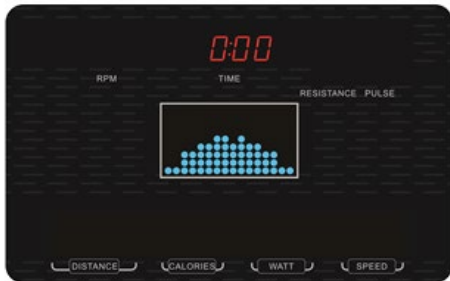 0:00
RPM TIME
RESISTANCE PULSE
DISTANCE CALORIES WATT SPEED